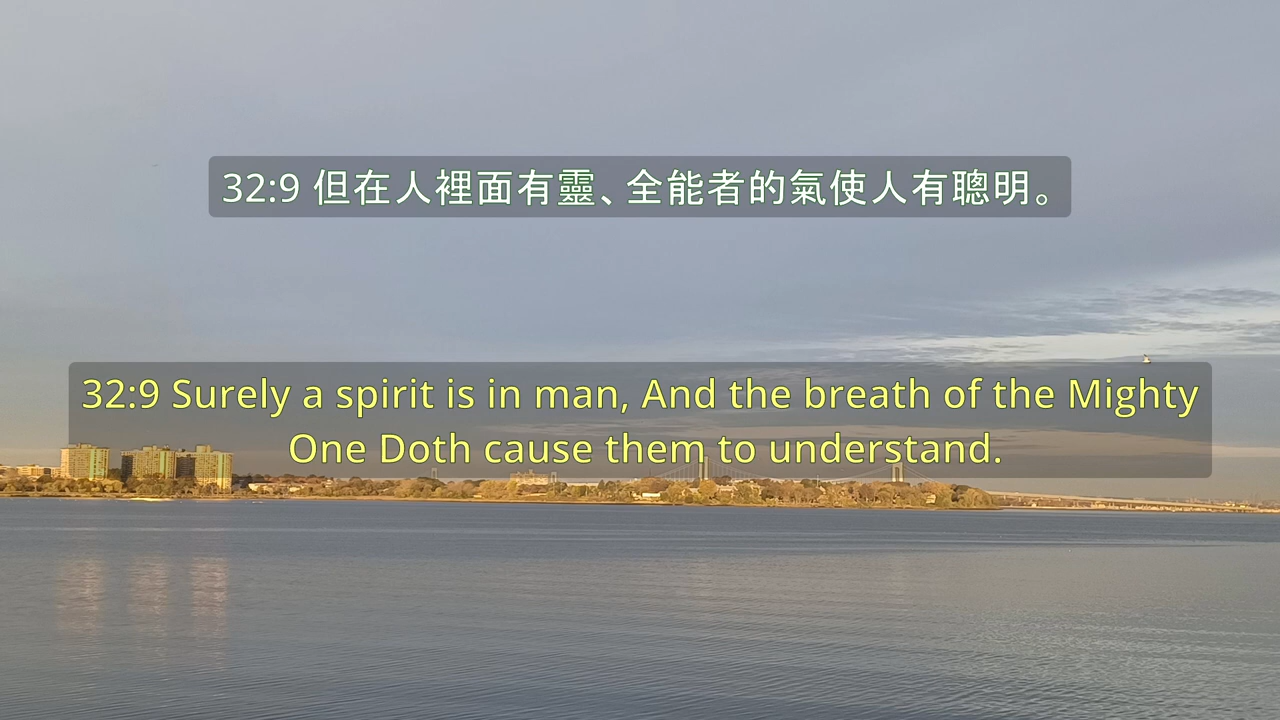 32:9 但在人裡面有靈、全能者的氣使人有聰明。
32:9 Surely a spirit is in man, And the breath of the Mighty
One Doth cause them to understand.